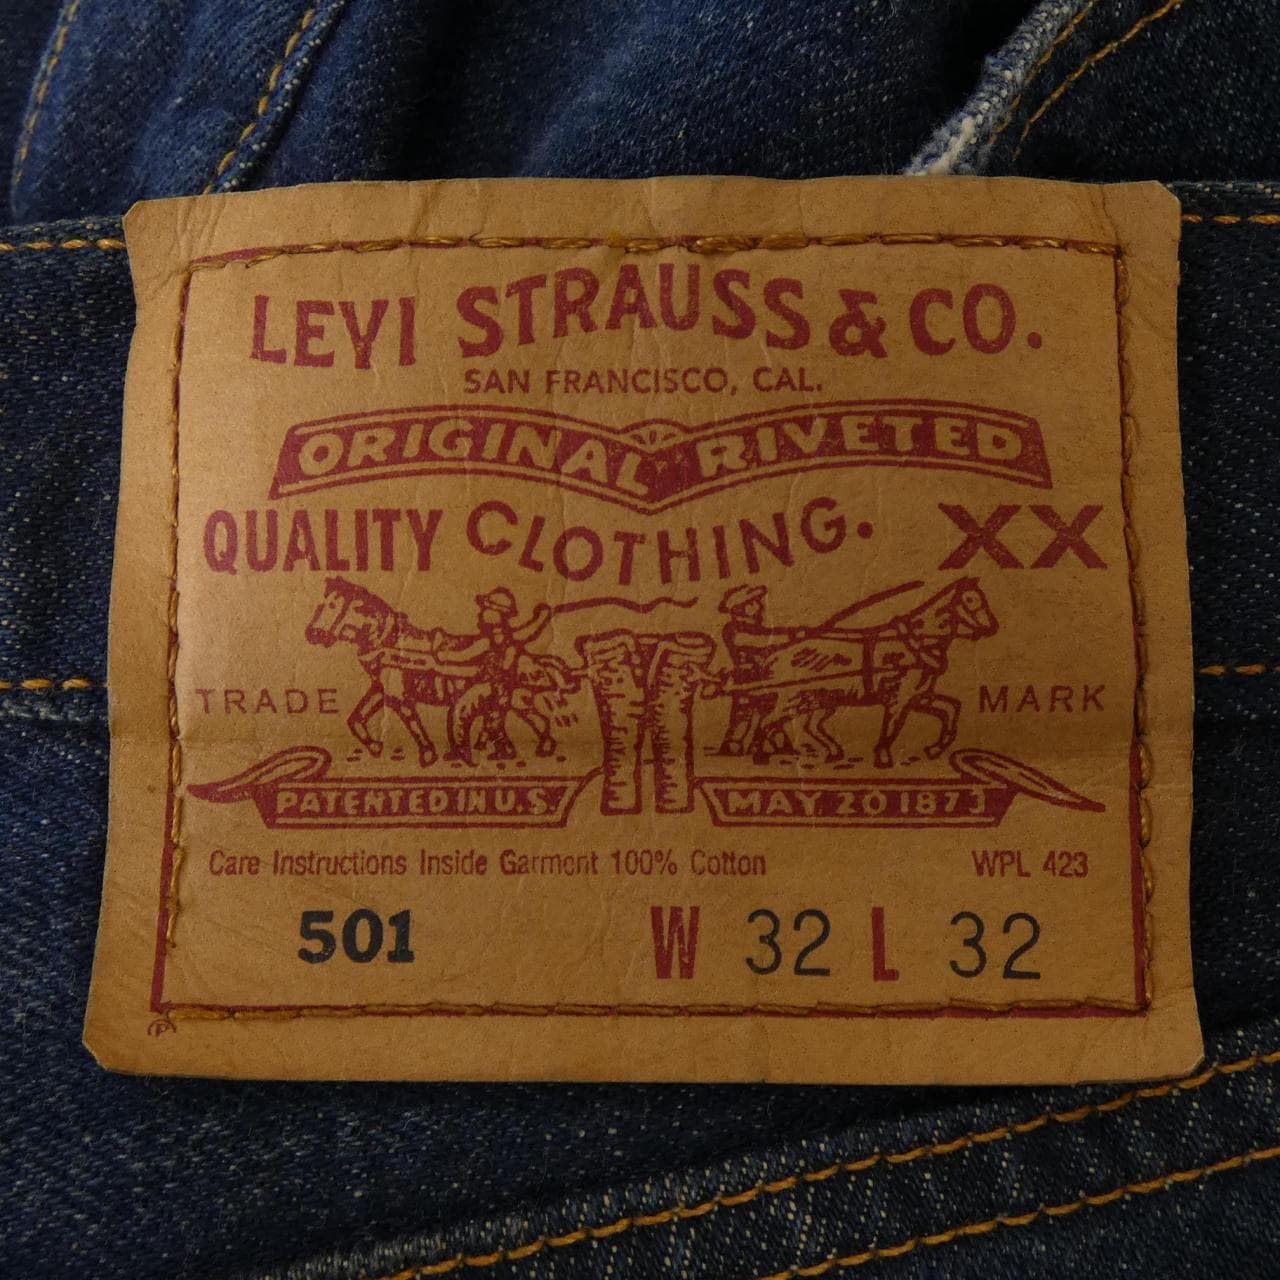 LEVI STRAUSS & CO.
SAN FRANCISCO, CAL.
ORIGINAL RIVETED
QUALITY CLOTHING. XX
TRADE MARK
PATENTED IN U.S. MAY 20 1873
Care Instructions Inside Garment 100% Cotton WPL 423
501 W 32 L 32
Ⓟ